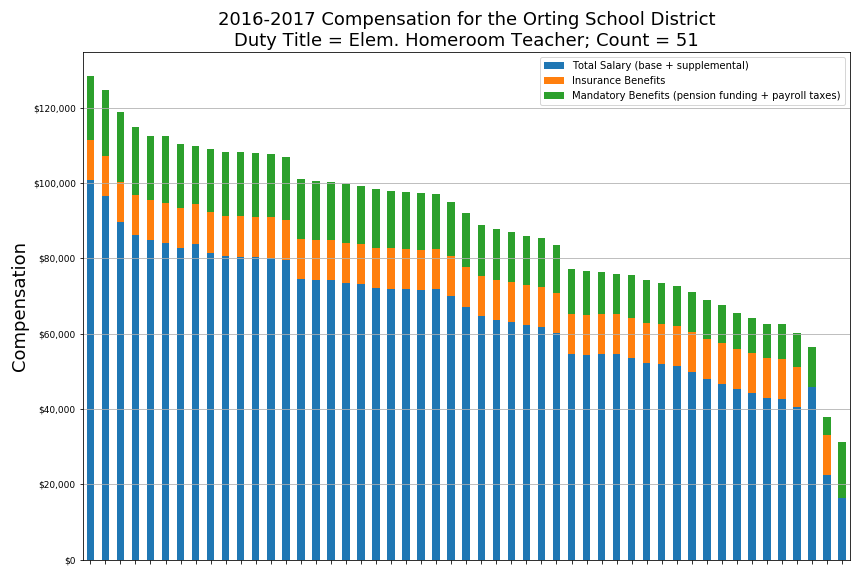 2016-2017 Compensation for the Orting School District
Duty Title = Elem. Homeroom Teacher; Count = 51
Total Salary (base + supplemental)
Insurance Benefits
Mandatory Benefits (pension funding + payroll taxes)
$120,000
$100,000
$80,000
$60,000
$40,000
$20,000
$0
Compensation